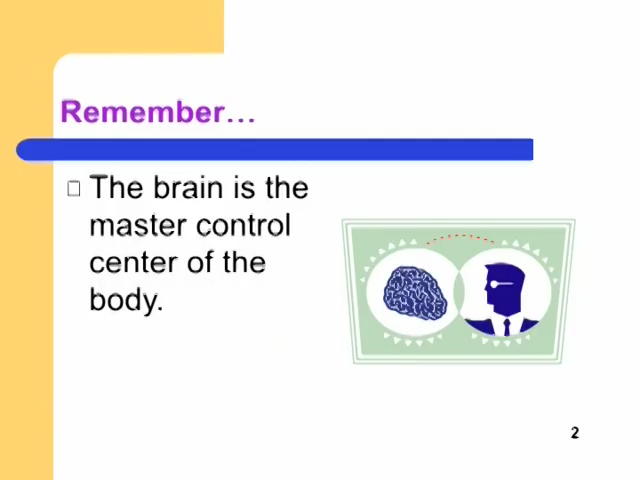 Remember…
The brain is the
master control
center of the
body.
2